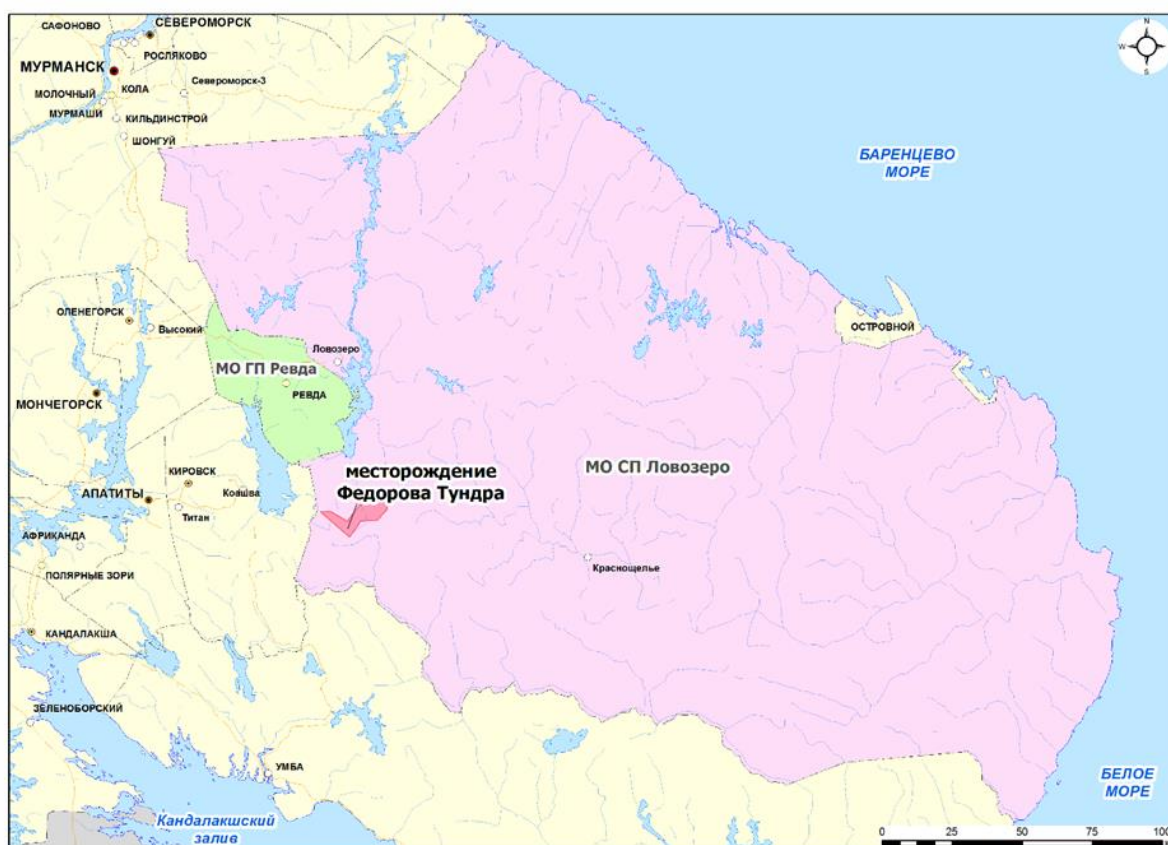 САФОНОВО
СЕВЕРОМОРСК
РОСЛЯКОВО
МУРМАНСК
КОЛА
Североморск-3
МОЛОЧНЫЙ
МУРМАШИ
КИЛЬДИНСТРОЙ
ШОНГУЙ
N
W
S
БАРЕНЦЕВО
МОРЕ
ОЛЕНЕГОРСК
Высокий
ОСТРОВНОЙ
Ловозеро
МО ГП Ревда
РЕВДА
МОНЧЕГОРСК
месторождение
Федорова Тундра
МО СП Ловозеро
КИРОВСК
Коашва
АПАТИТЫ
Титан
АФРИКАНДА
Краснощелье
ПОЛЯРНЫЕ ЗОРИ
КАНДАЛАКША
ЗЕЛЕНОБОРСКИЙ
УМБА
БЕЛОЕ
МОРЕ
Кандалакшский
залив
0 25 50 75 100